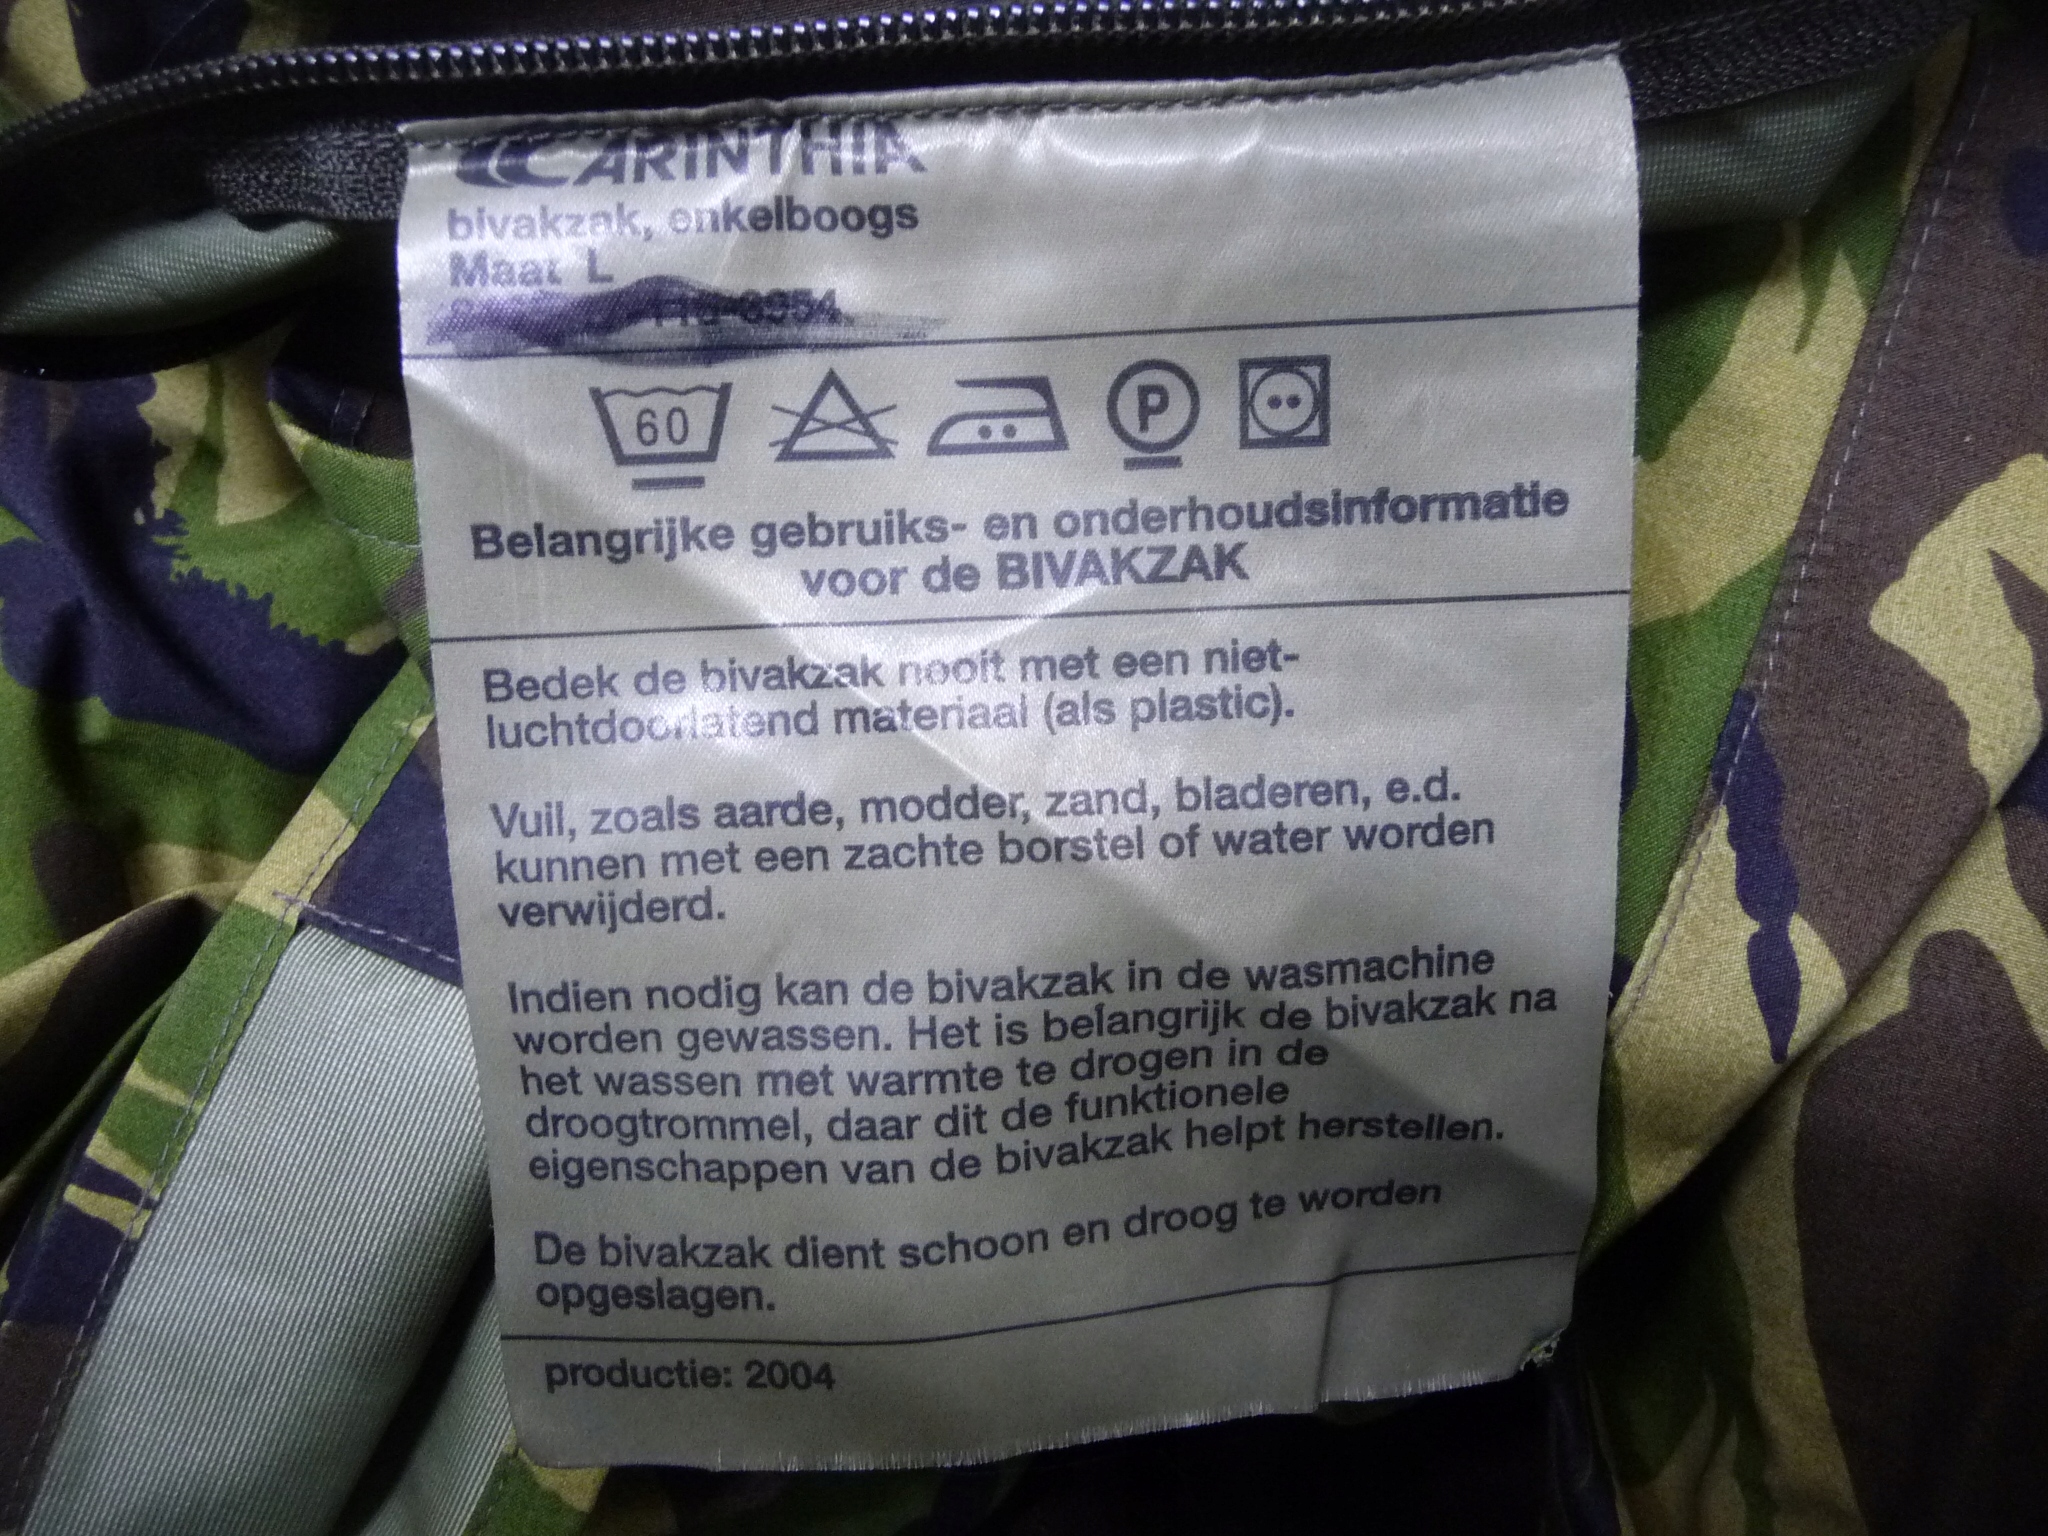 CARINTHIA
bivakzak, enkelboogs
Maat L
60
P
Belangrijke gebruiks- en onderhoudsinformatie
voor de BIVAKZAK
Bedek de bivakzak nooit met een niet-
luchtdoorlatend materiaal (als plastic).
Vuil, zoals aarde, modder, zand, bladeren, e.d.
kunnen met een zachte borstel of water worden
verwijderd.
Indien nodig kan de bivakzak in de wasmachine
worden gewassen. Het is belangrijk de bivakzak na
het wassen met warmte te drogen in de
droogtrommel, daar dit de funktionele
eigenschappen van de bivakzak helpt herstellen.
De bivakzak dient schoon en droog te worden
opgeslagen.
productie: 2004